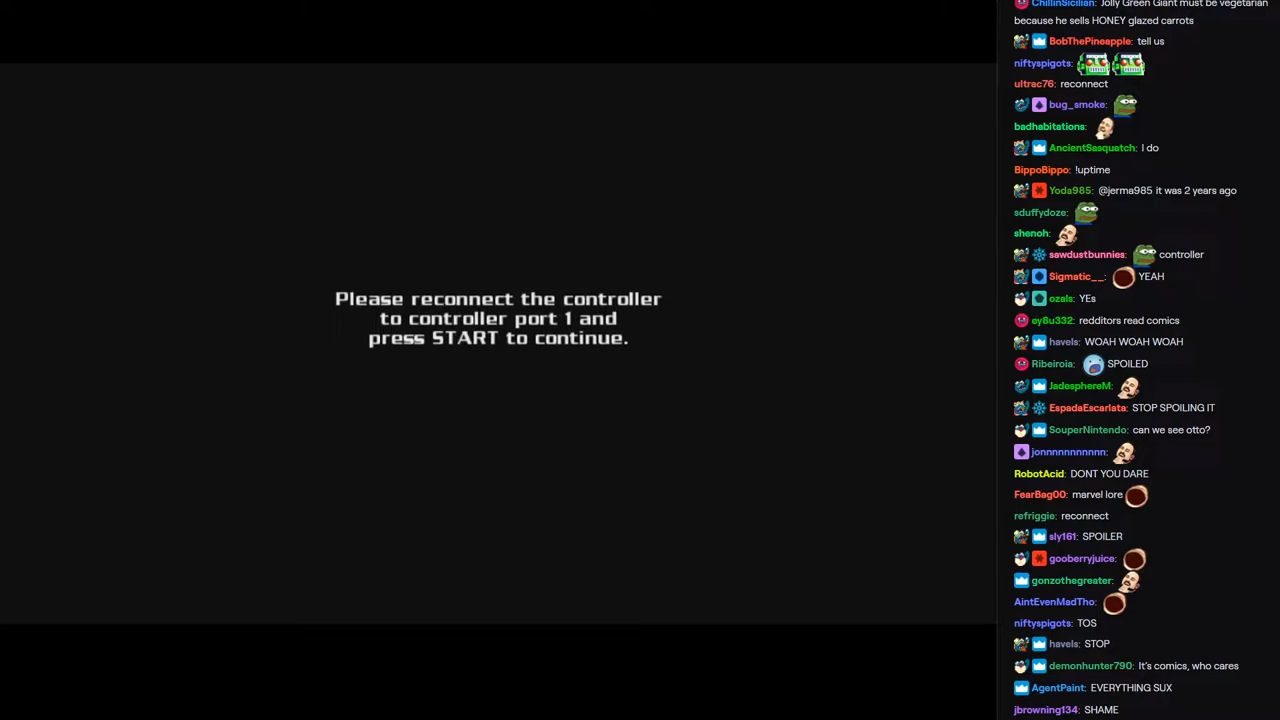 Please reconnect the controller
to controller port 1 and
press START to continue.
ChillinSicilian: Jolly Green Giant must be vegetarian
because he sells HONEY glazed carrots
BobThePineapple: tell us
niftyspigots:
ultrac76: reconnect
bug_smoke:
badhabitations:
AncientSasquatch: I do
BippoBippo: !uptime
Yoda985: @jerma985 it was 2 years ago
sduffydoze:
shenoh:
sawdustbunnies: controller
Sigmatic__: YEAH
ozals: YEs
ey8u332: redditors read comics
havels: WOAH WOAH WOAH
Ribeiroia: SPOILED
JadesphereM:
EspadaEscarlata: STOP SPOILING IT
SouperNintendo: can we see otto?
jonnnnnnnnnnn:
RobotAcid: DONT YOU DARE
FearBag00: marvel lore
refriggie: reconnect
sly161: SPOILER
gooberryjuice:
gonzothegreater:
AintEvenMadTho:
niftyspigots: TOS
havels: STOP
demonhunter790: It's comics, who cares
AgentPaint: EVERYTHING SUX
jbrowning134: SHAME